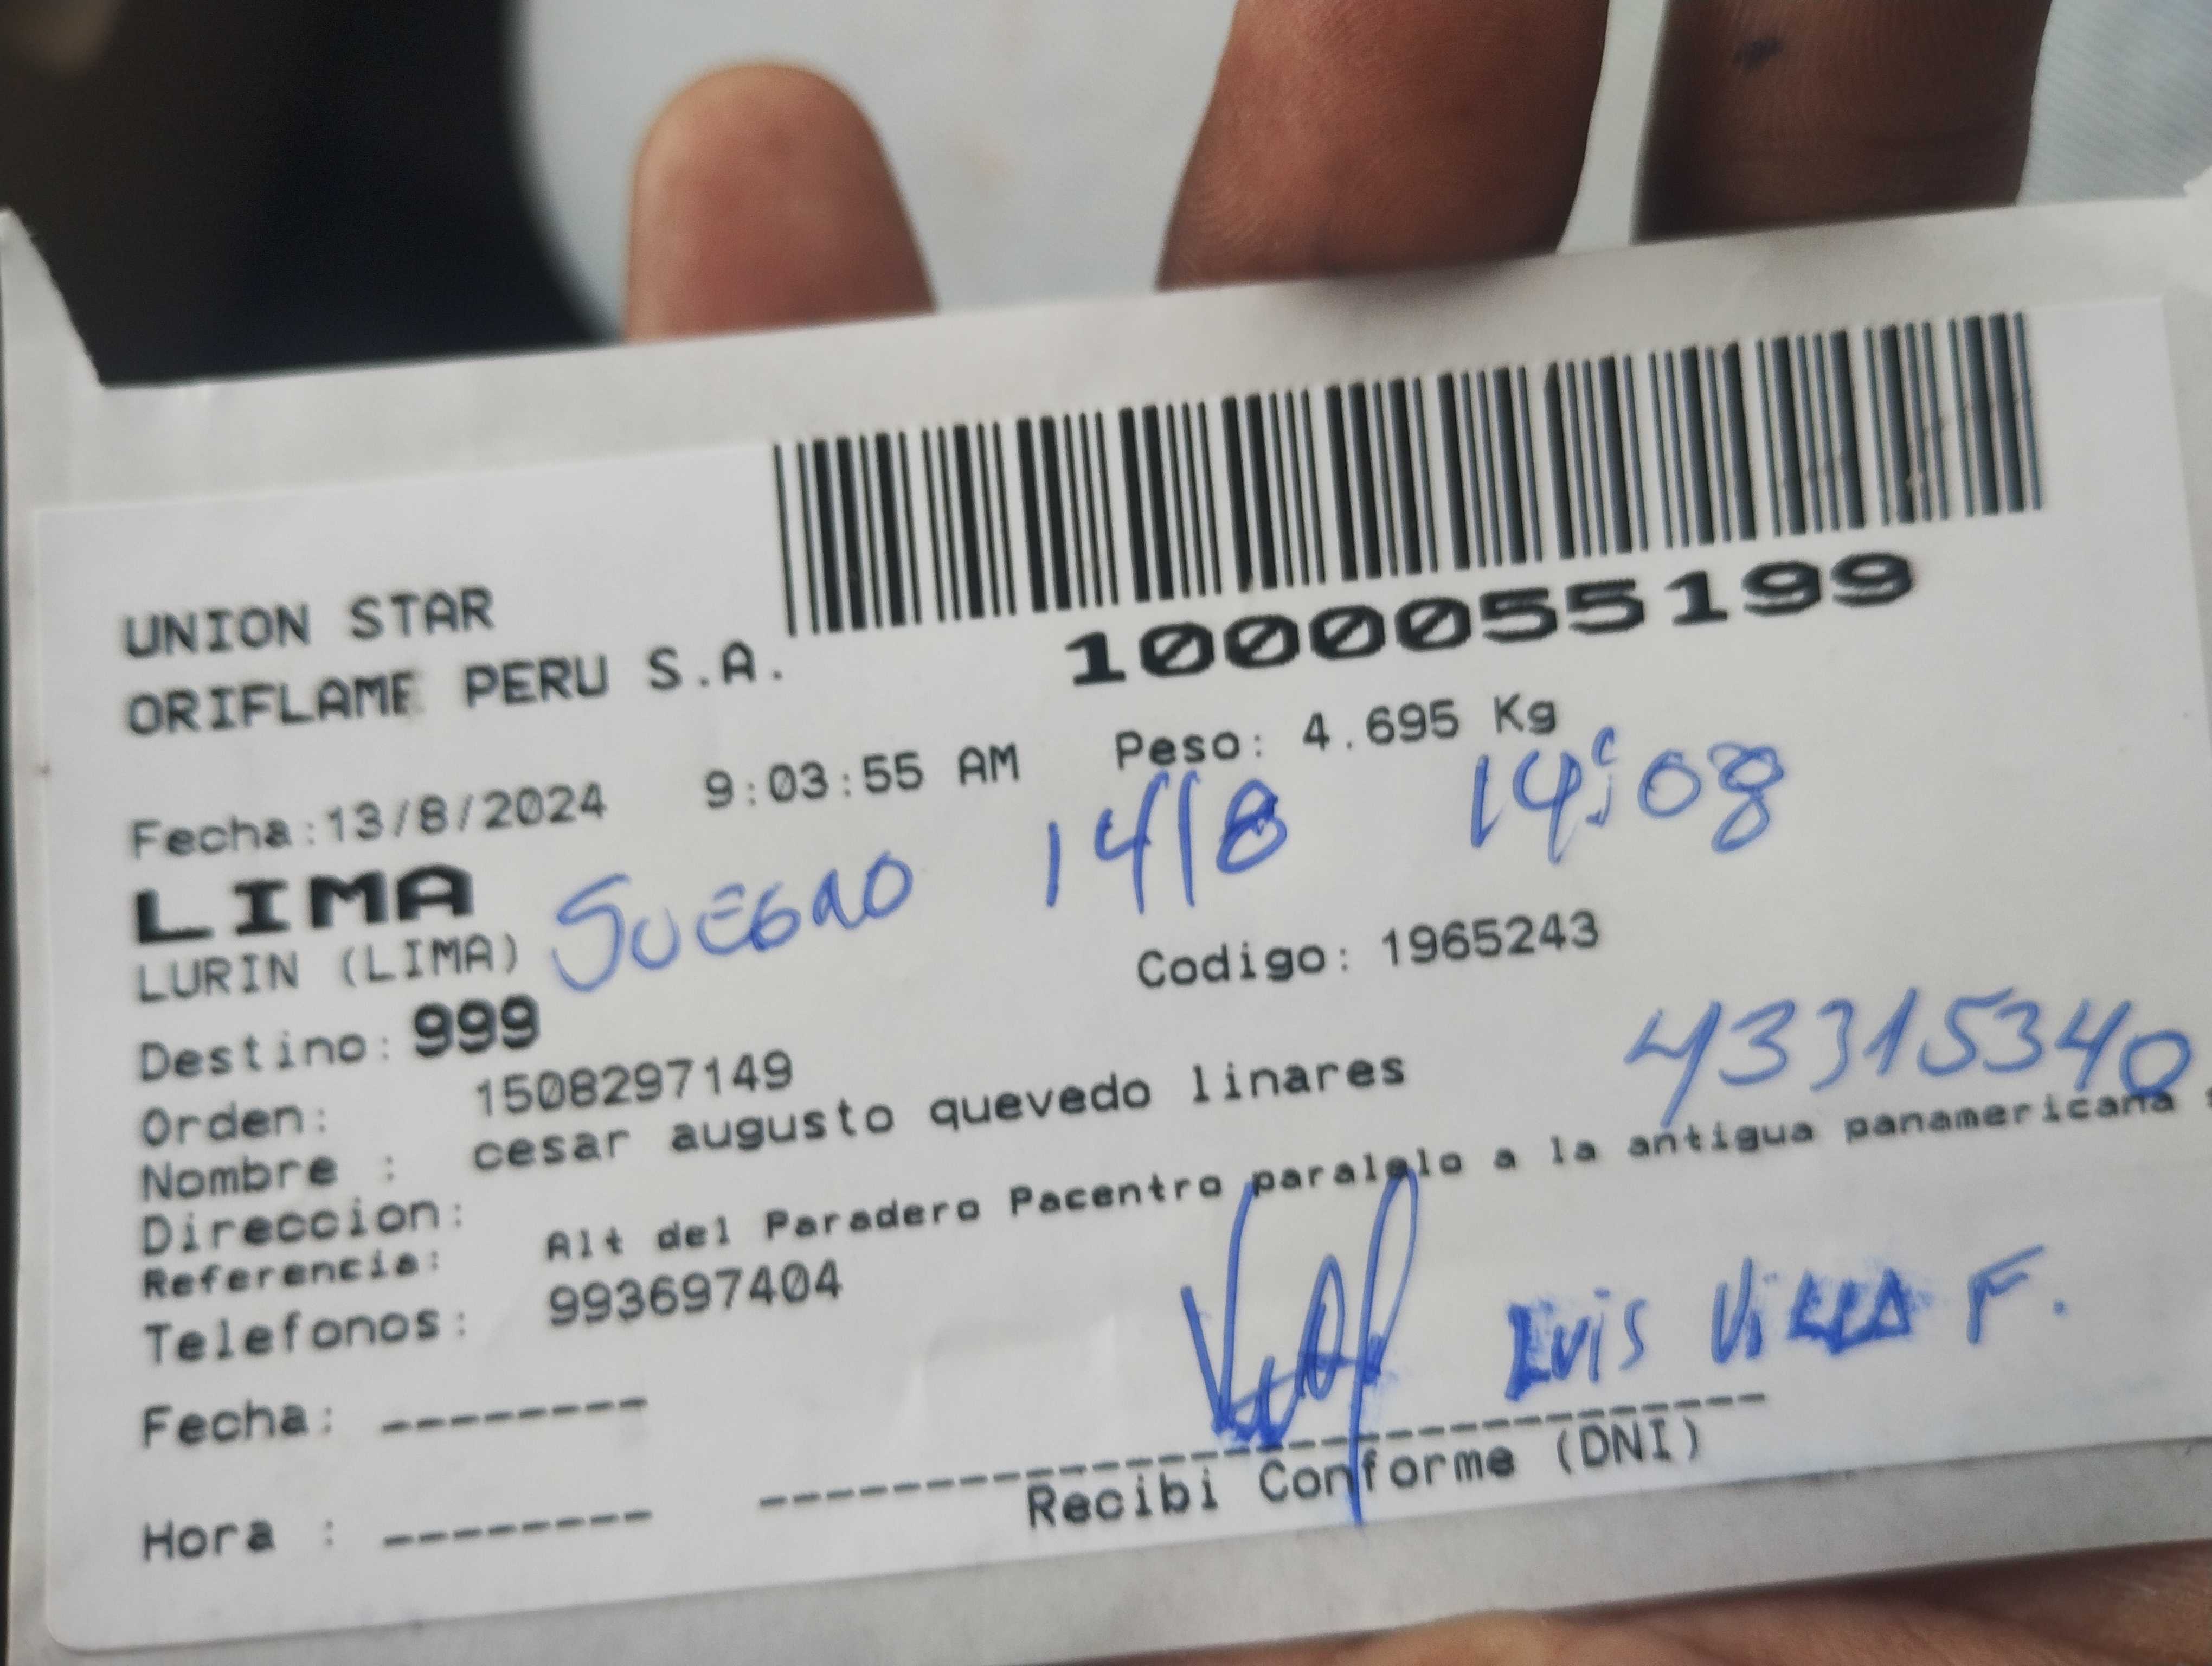 UNION STAR
ORIFLAME PERU S.A.
1000055199
Fecha:13/8/2024 9:03:55 AM Peso: 4.695 Kg
LIMA SUEGRO 14/8 14:08
LURIN (LIMA)
Codigo: 1965243
Destino: 999
43315340
Orden: 1508297149
Nombre : cesar augusto quevedo linares
Direccion: Alt del Paradero Pacentro paralelo a la antigua panamericana
Referencia:
Telefonos: 993697404
Luis Villa F.
Fecha: --------
Recibi Conforme (DNI)
Hora : --------